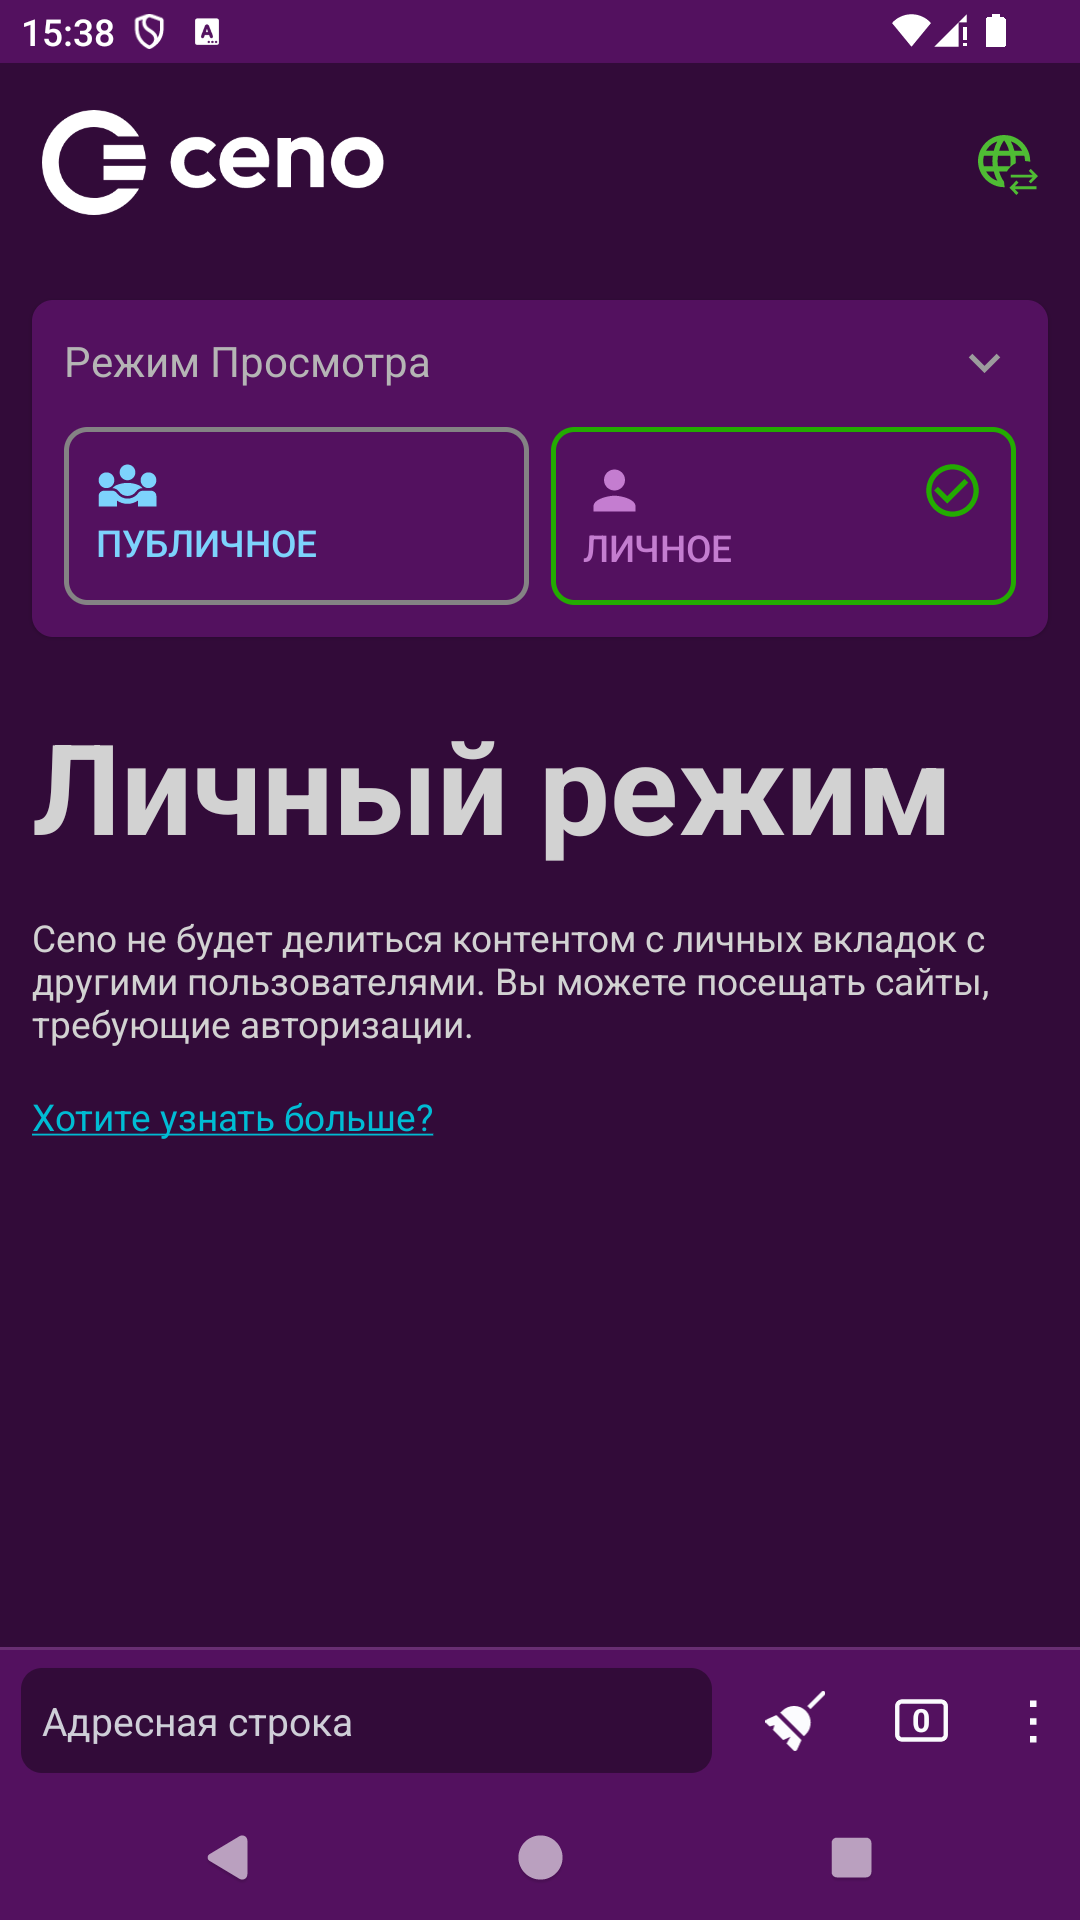 15:38
A
ceno
Режим Просмотра
ПУБЛИЧНОЕ
ЛИЧНОЕ
Личный режим
Ceno не будет делиться контентом с личных вкладок с
другими пользователями. Вы можете посещать сайты,
требующие авторизации.
Хотите узнать больше?
Адресная строка
0